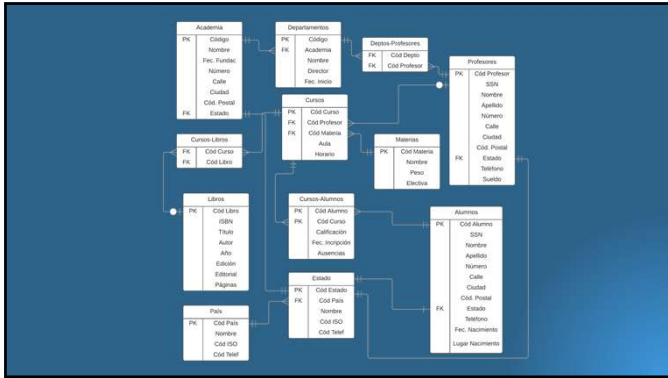 Academia
PK Código
Nombre
Fec. Fundac
Número
Calle
Ciudad
Cód. Postal
FK Estado
Departamentos
PK Código
FK Academia
Nombre
Director
Fec. Inicio
Deptos-Profesores
FK Cód Depto
FK Cód Profesor
Profesores
PK Cód Profesor
SSN
Nombre
Apellido
Número
Calle
Ciudad
Cód. Postal
FK Estado
Teléfono
Sueldo
Cursos
PK Cód Curso
FK Cód Profesor
FK Cód Materia
Aula
Horario
Cursos-Libros
FK Cód Curso
FK Cód Libro
Materias
PK Cód Materia
Nombre
Peso
Electiva
Libros
PK Cód Libro
ISBN
Título
Autor
Año
Edición
Editorial
Páginas
Cursos-Alumnos
PK Cód Alumno
PK Cód Curso
Calificación
Fec. Incripción
Ausencias
Alumnos
PK Cód Alumno
SSN
Nombre
Apellido
Número
Calle
Ciudad
Cód. Postal
FK Estado
Teléfono
Fec. Nacimiento
Lugar Nacimiento
Estado
PK Cód Estado
FK Cód País
Nombre
Cód ISO
Cód Telef
País
PK Cód País
Nombre
Cód ISO
Cód Telef